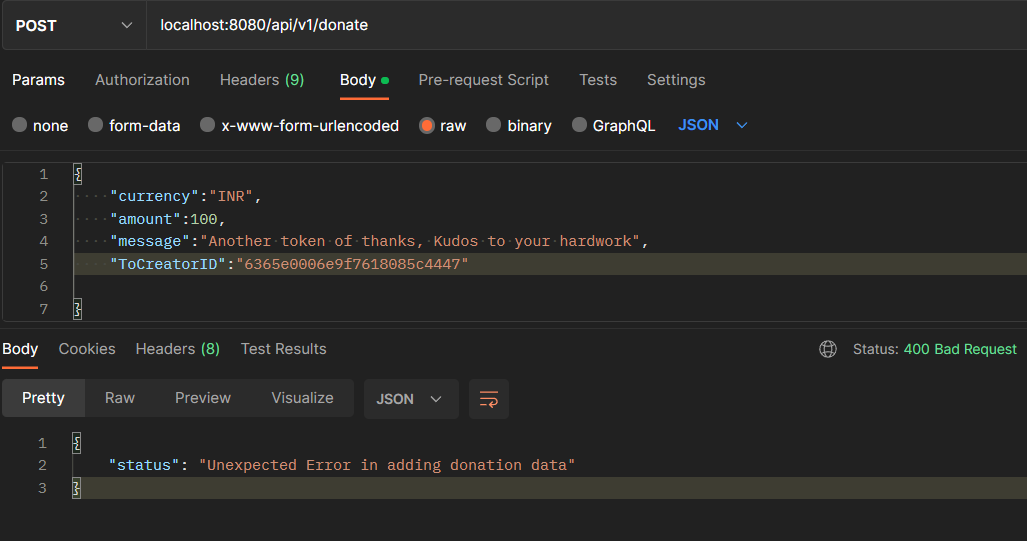 POST localhost:8080/api/v1/donate
Params Authorization Headers (9) Body Pre-request Script Tests Settings
none form-data x-www-form-urlencoded raw binary GraphQL JSON
1 {
2 ····"currency":"INR",
3 ····"amount":100,
4 ····"message":"Another·token·of·thanks,·Kudos·to·your·hardwork",
5 ····"ToCreatorID":"6365e0006e9f7618085c4447"
6
7 }
Body Cookies Headers (8) Test Results Status: 400 Bad Request
Pretty Raw Preview Visualize JSON
1 {
2 "status": "Unexpected Error in adding donation data"
3 }